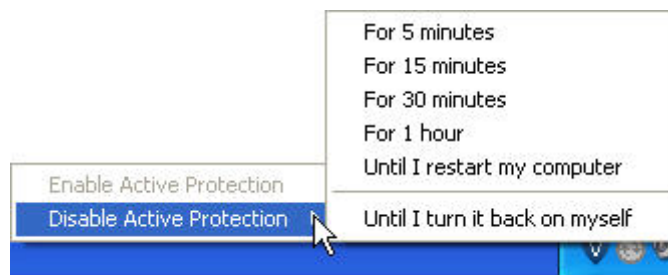 For 5 minutes
For 15 minutes
For 30 minutes
For 1 hour
Until I restart my computer
Enable Active Protection
Disable Active Protection
Until I turn it back on myself
V